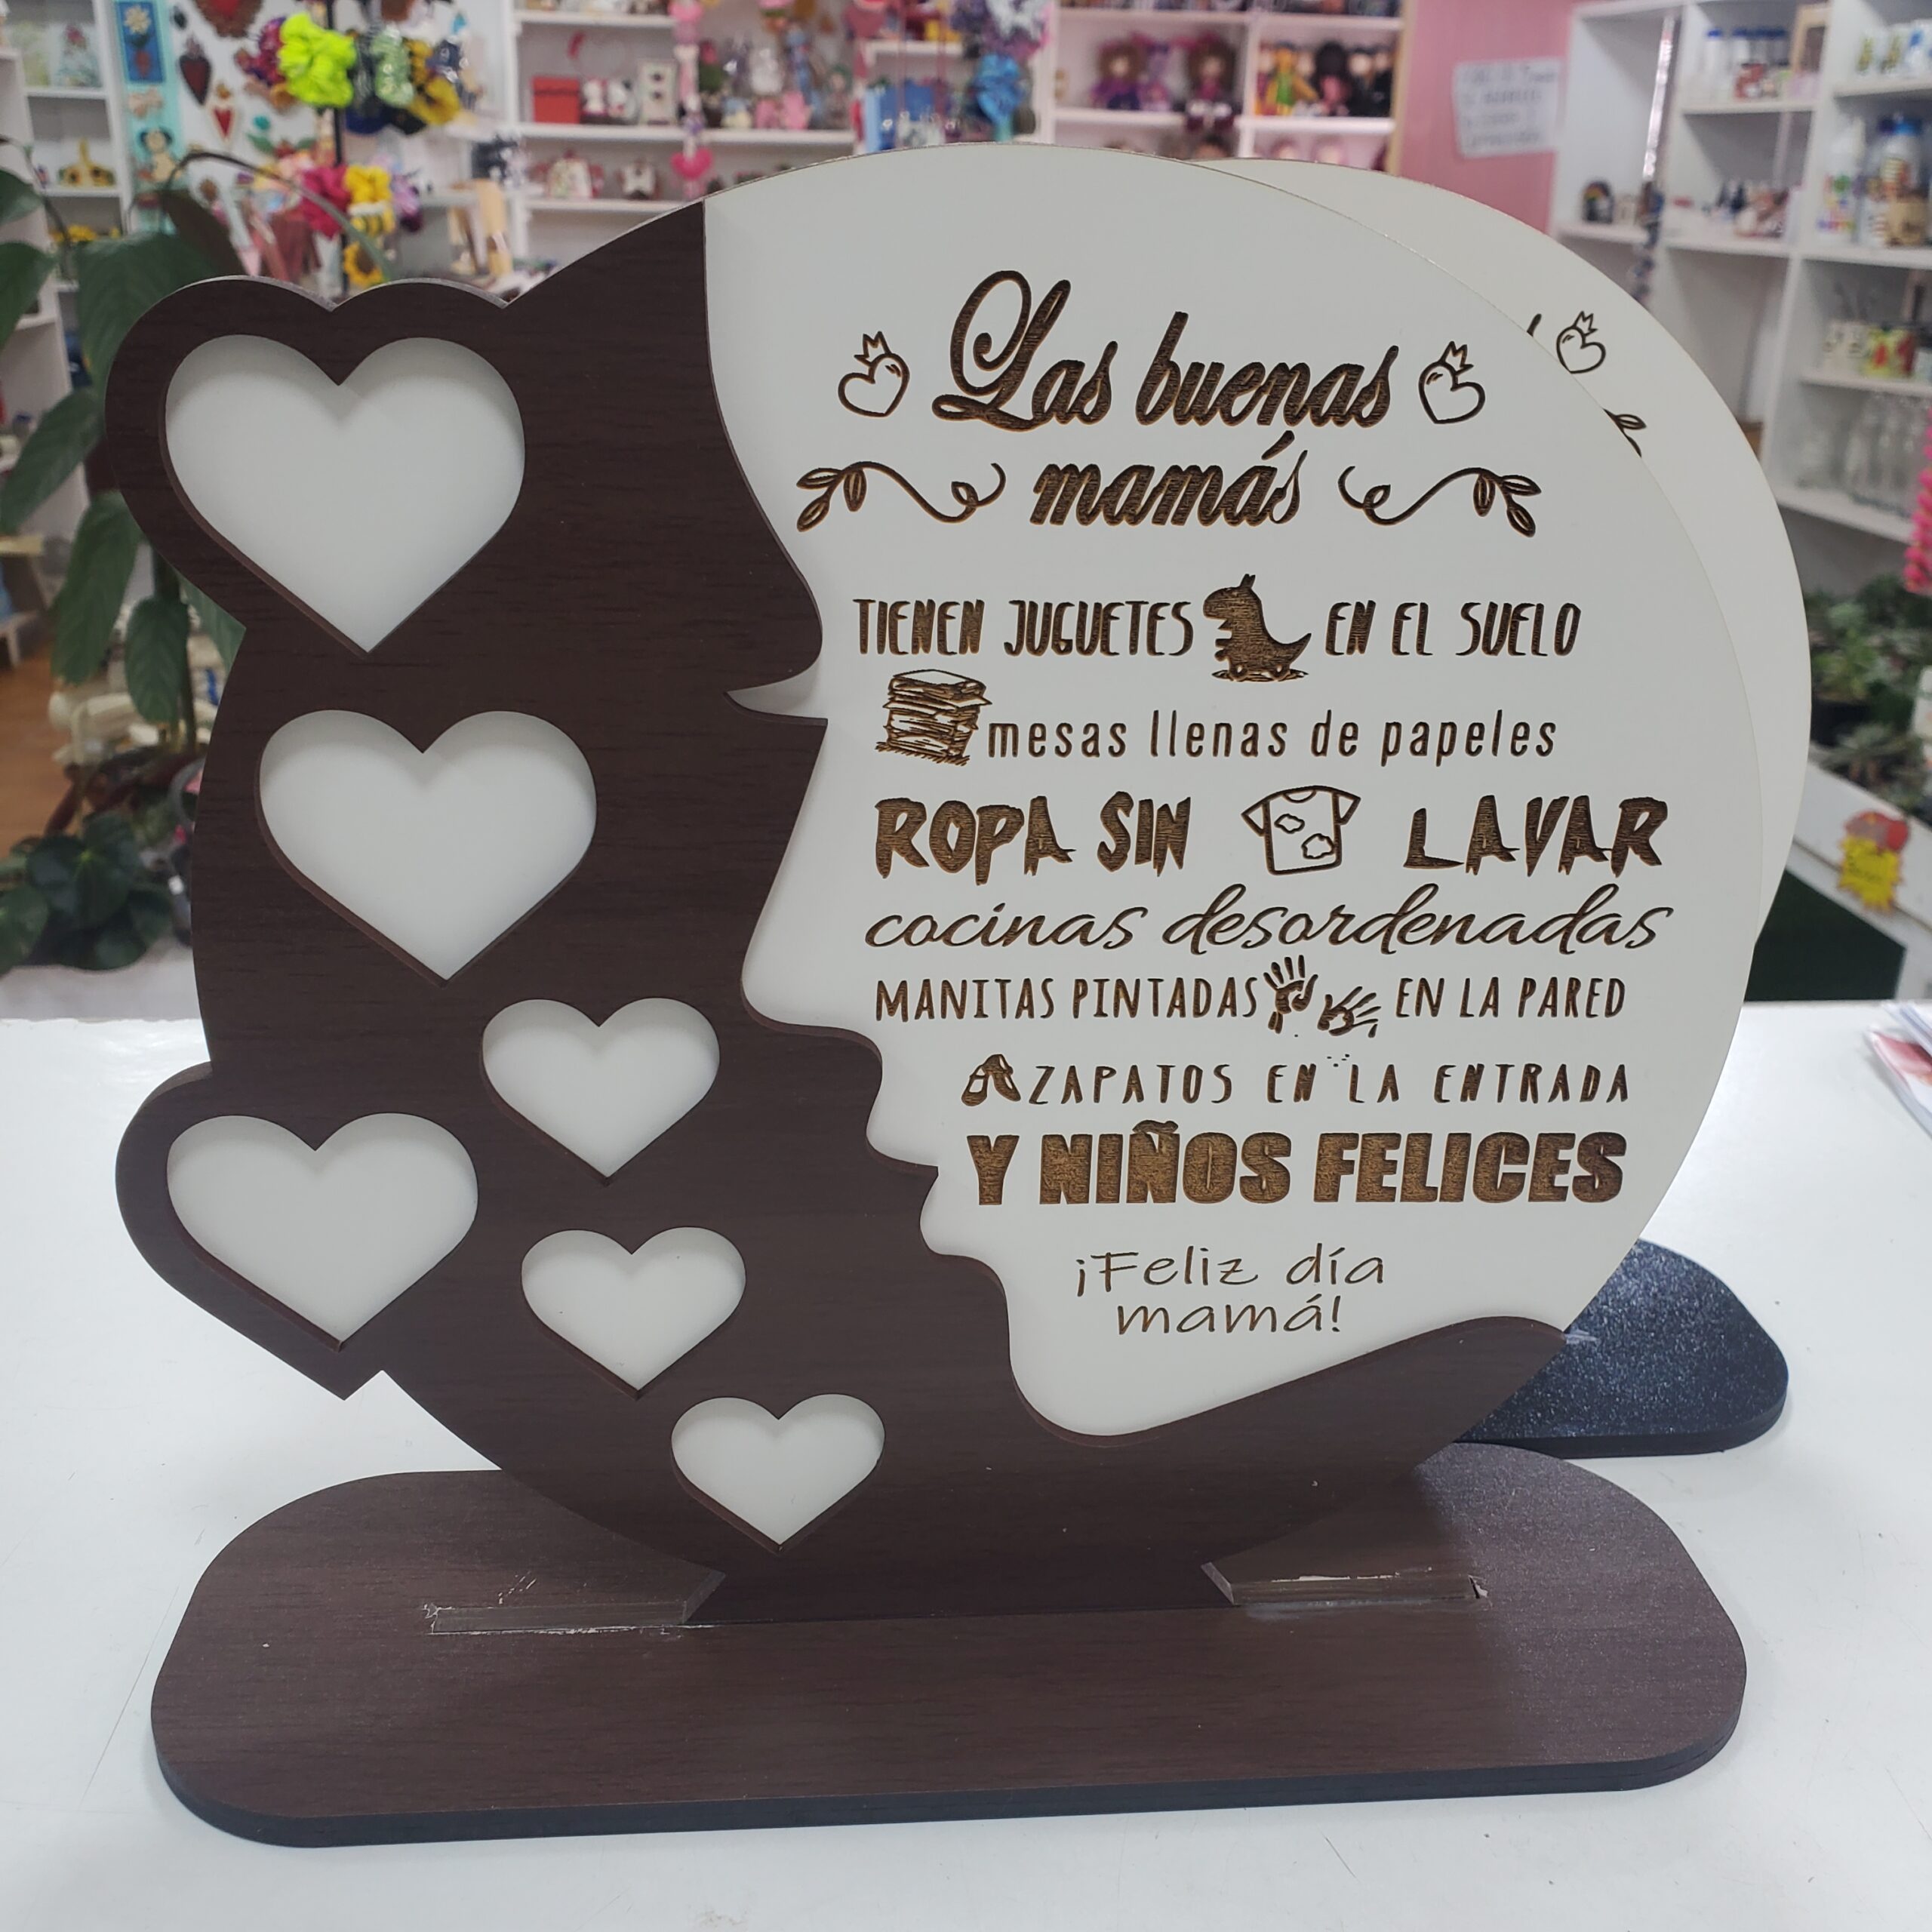 Las buenas
mamás
TIENEN JUGUETES EN EL SUELO
mesas llenas de papeles
ROPA SIN LAVAR
cocinas desordenadas
MANITAS PINTADAS EN LA PARED
ZAPATOS EN LA ENTRADA
Y NIÑOS FELICES
¡Feliz día
mamá!